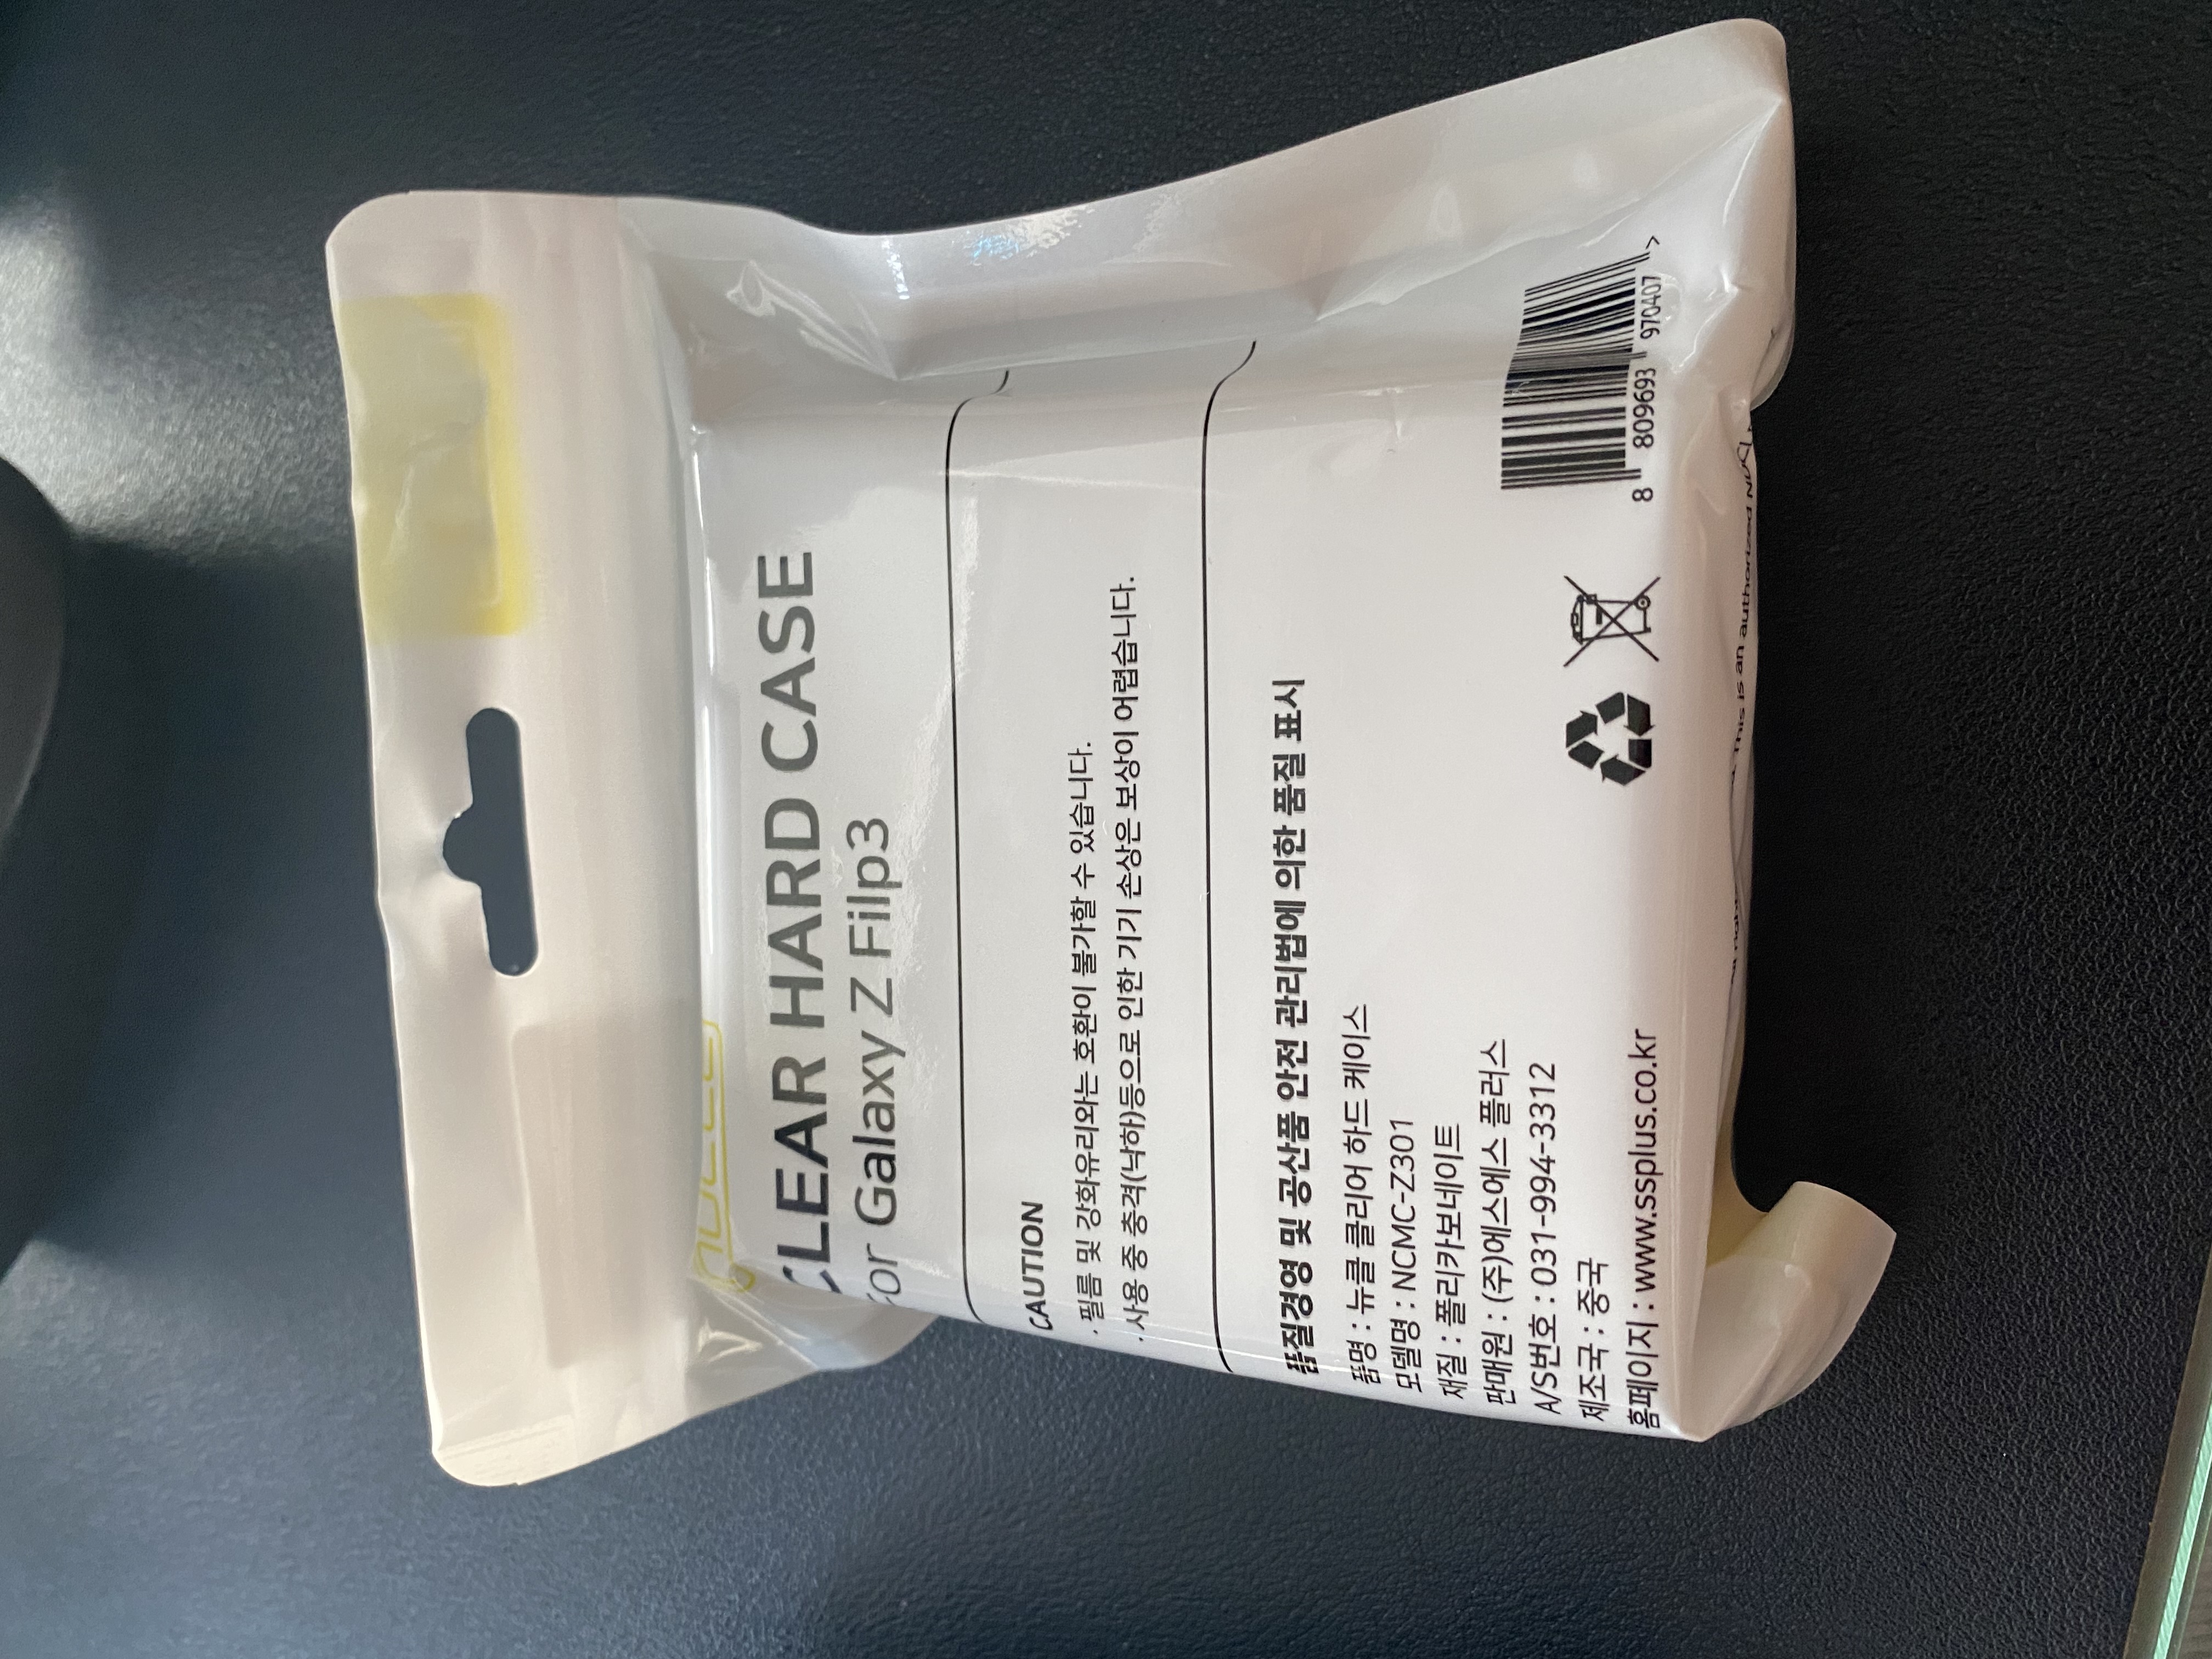 CLEAR HARD CASE
For Galaxy Z Filp3
CAUTION
· 필름 및 강화유리와는 호환이 불가할 수 있습니다.
· 사용 중 충격(낙하)등으로 인한 기기 손상은 보상이 어렵습니다.
품질경영 및 공산품 안전 관리법에 의한 품질 표시
품명 : 뉴클 클리어 하드 케이스
모델명 : NCMC-Z301
재질 : 폴리카보네이트
판매원 : (주)에스에스 플러스
A/S번호 : 031-994-3312
제조국 : 중국
홈페이지 : www.ssplus.co.kr
8 809693 970407 >
This is an authorized